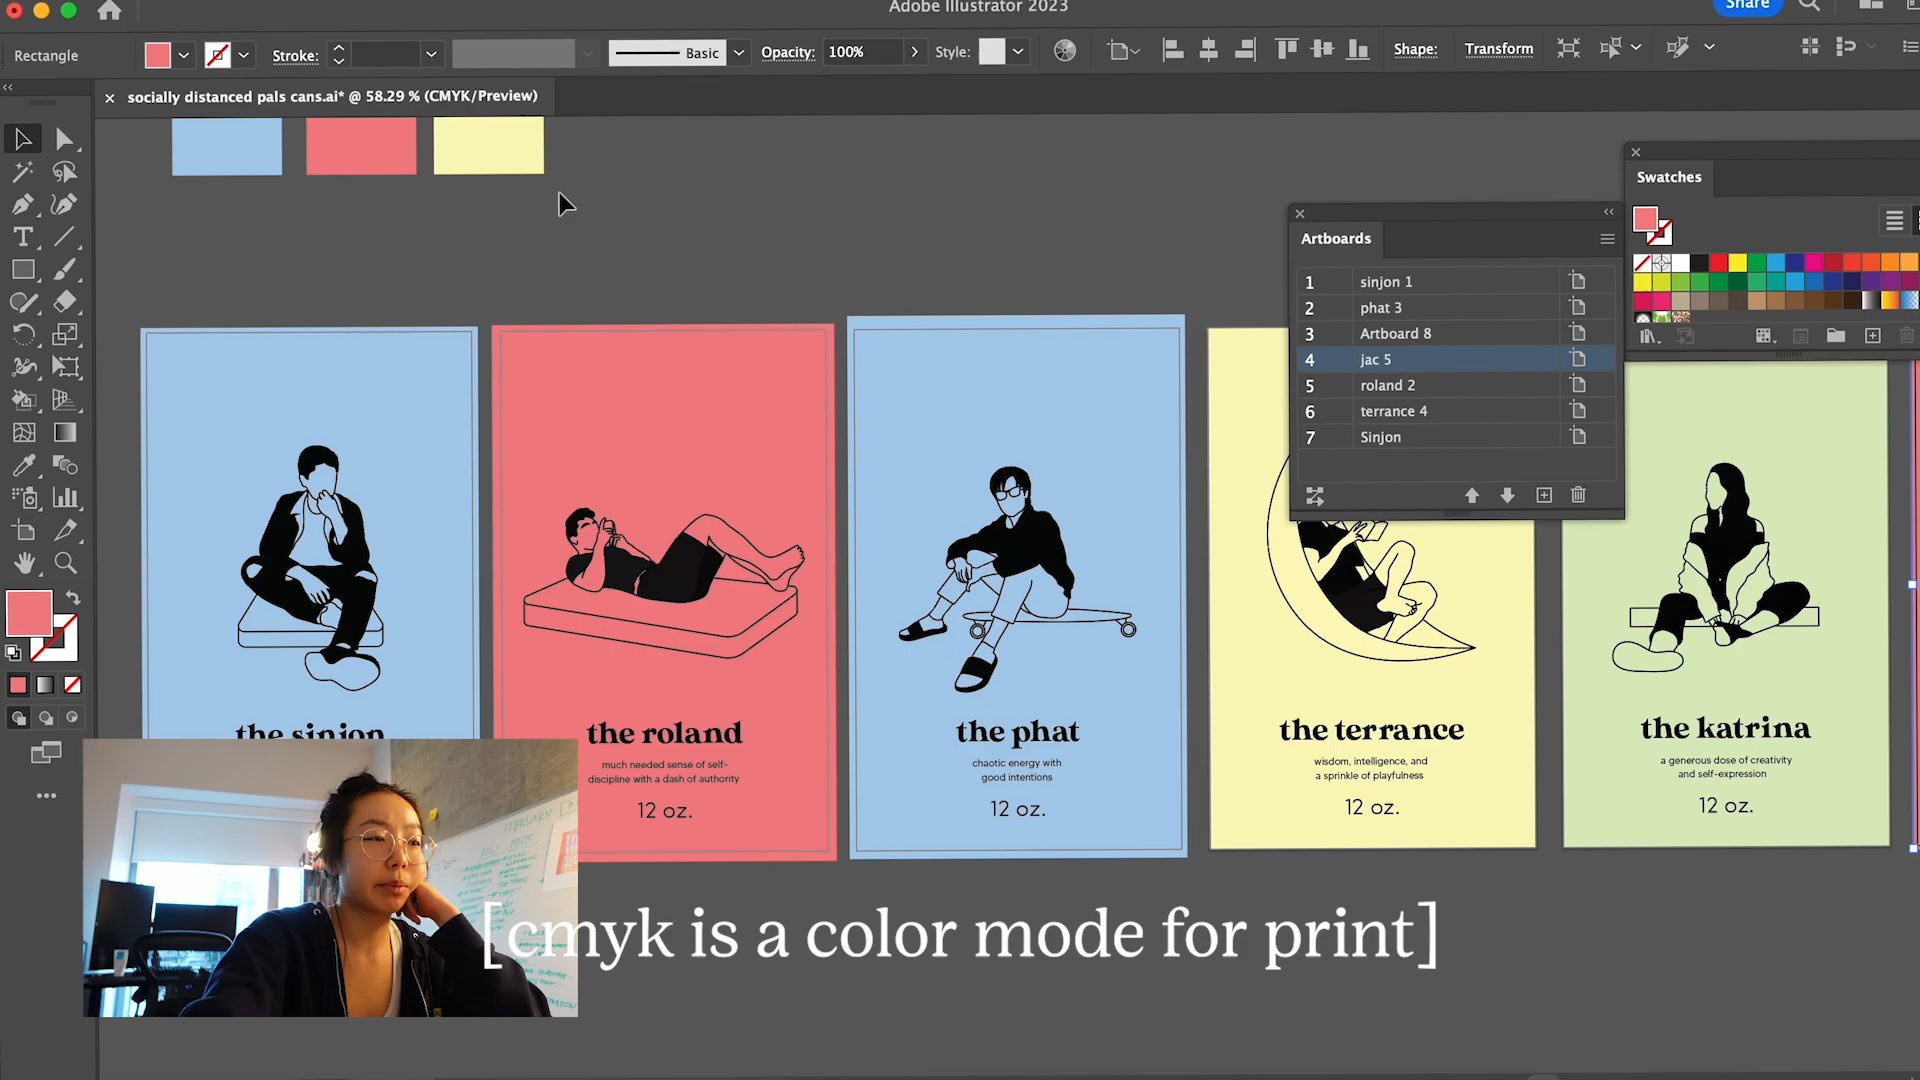 Adobe Illustrator 2023
Share
Rectangle
Stroke:
Basic
Opacity:
100%
Style:
Shape:
Transform
socially distanced pals cans.ai* @ 58.29 % (CMYK/Preview)
Swatches
Artboards
1 sinjon 1
2 phat 3
3 Artboard 8
4 jac 5
5 roland 2
6 terrance 4
7 Sinjon
the sinjon
the roland
much needed sense of self-
discipline with a dash of authority
12 oz.
the phat
chaotic energy with
good intentions
12 oz.
the terrance
wisdom, intelligence, and
a sprinkle of playfulness
12 oz.
the katrina
a generous dose of creativity
and self-expression
12 oz.
FEBRUARY
[cmyk is a color mode for print]